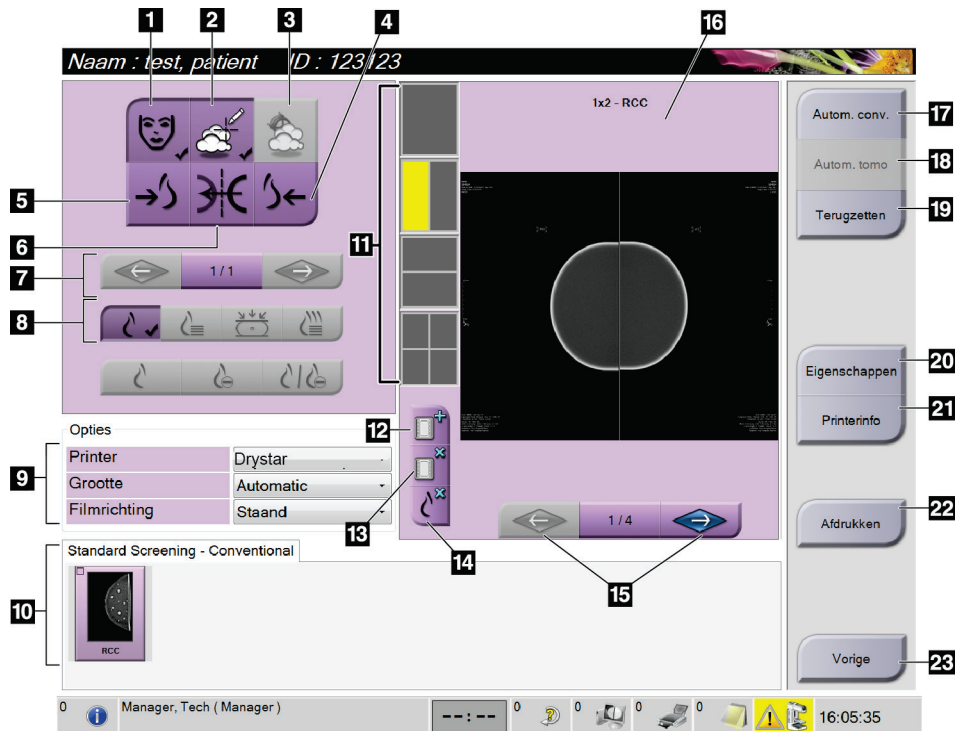 1 2 3 4 16
Naam : test, patient ID : 123123
1x2 - RCC
Autom. conv. 17
Autom. tomo 18
Terugzetten 19
5
6
11
7 1/1
8
Eigenschappen 20
Printerinfo 21
Opties
12
9
Printer Drystar
Grootte Automatic
Filmrichting Staand
13
14
1/4
15
Afdrukken 22
10
Standard Screening - Conventional
RCC
Vorige 23
0 Manager, Tech ( Manager ) --:-- 0 0 0 0 16:05:35